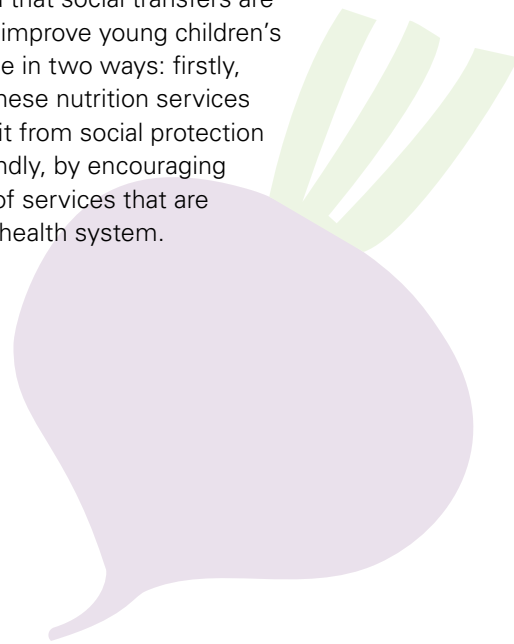 that social transfers are
improve young children's
e in two ways: firstly,
hese nutrition services
it from social protection
ndly, by encouraging
of services that are
health system.